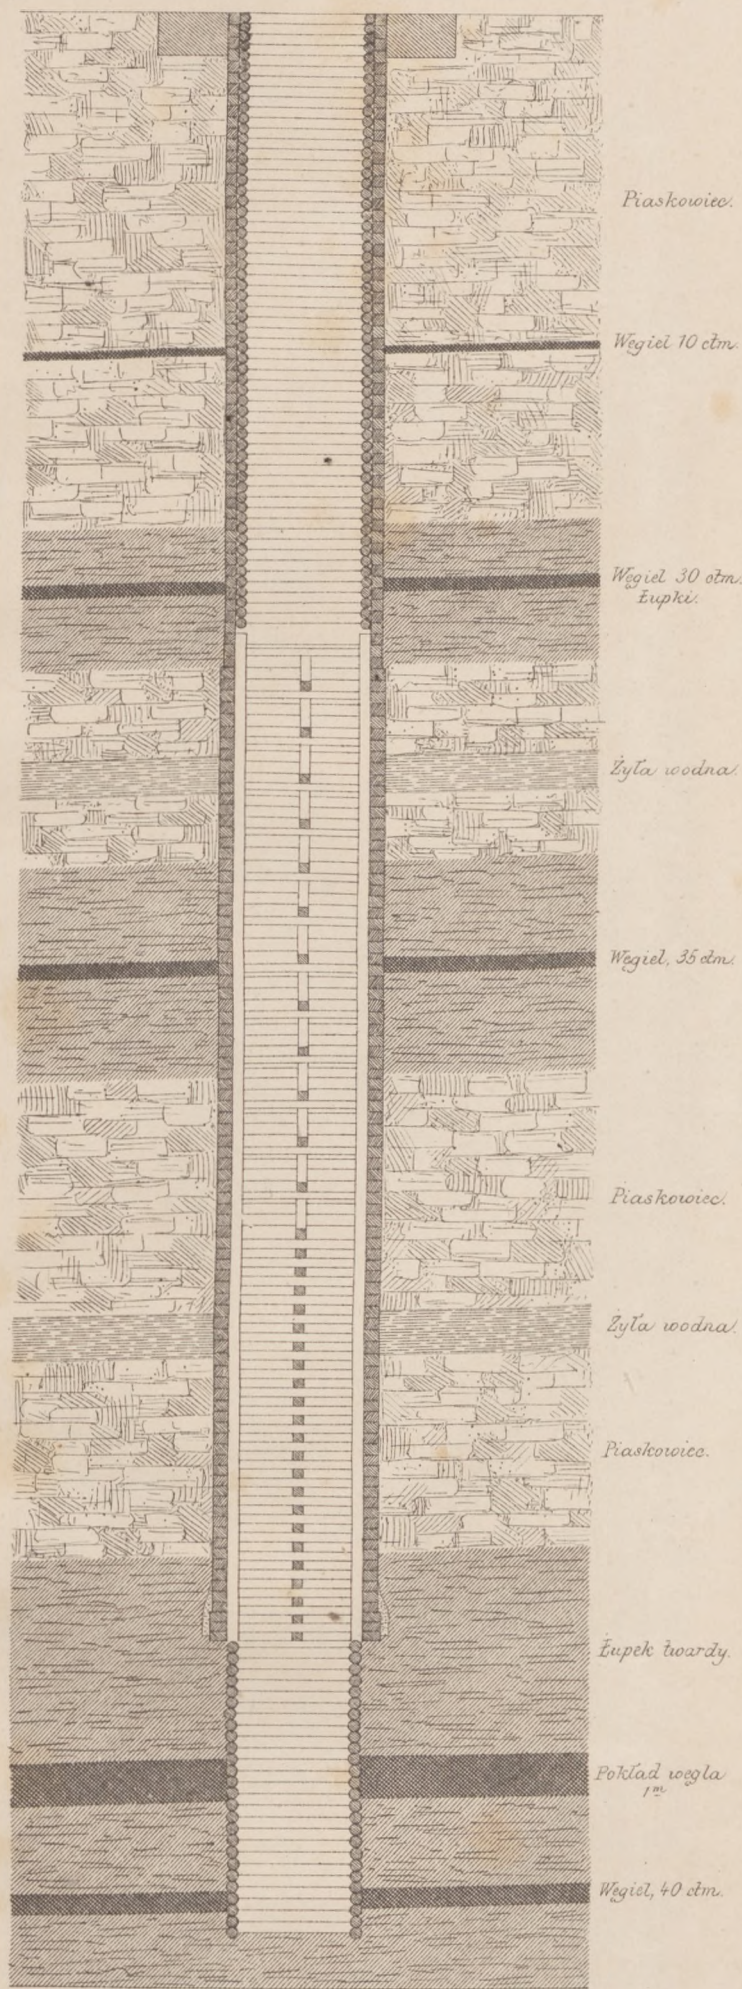 Piaskowiec.
Węgiel 10 ctm.
Węgiel 30 ctm.
Łupki.
Żyła wodna.
Węgiel, 35 ctm.
Piaskowiec.
Żyła wodna.
Piaskowiec.
Łupek twardy.
Pokład węgla
1m
Węgiel, 40 ctm.